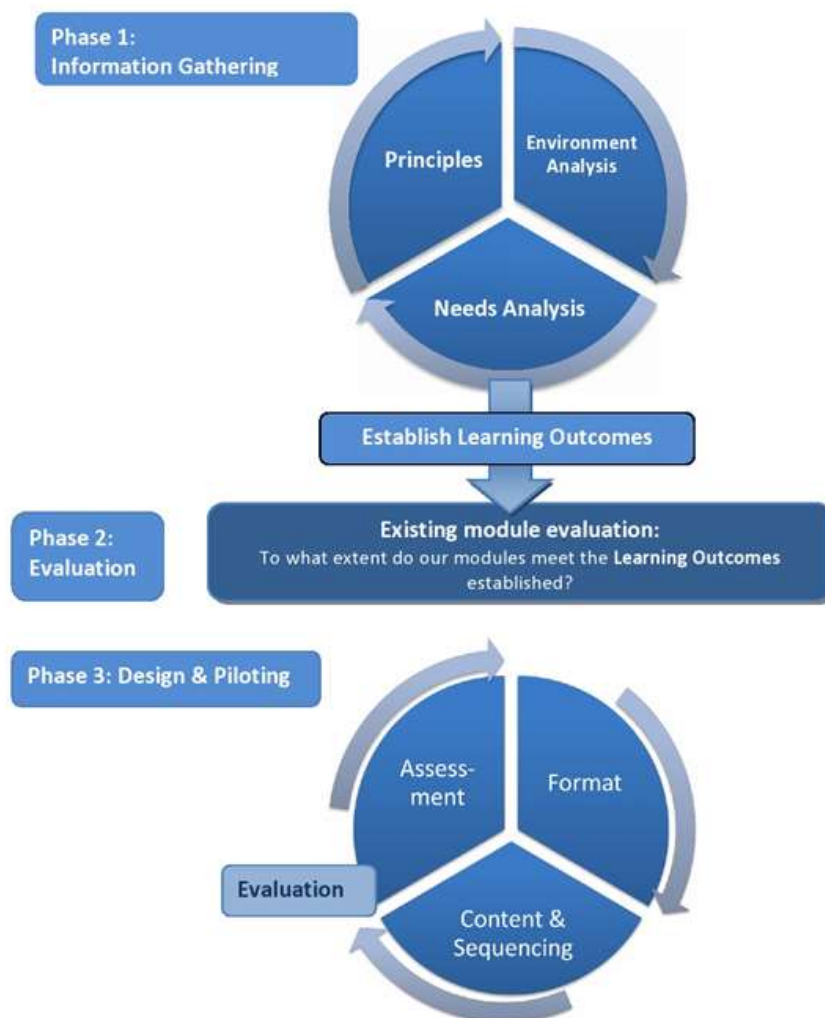 Phase 1:
Information Gathering
Principles
Environment
Analysis
Needs Analysis
Establish Learning Outcomes
Phase 2:
Evaluation
Existing module evaluation:
To what extent do our modules meet the Learning Outcomes
established?
Phase 3: Design & Piloting
Assess-
ment
Format
Evaluation
Content &
Sequencing